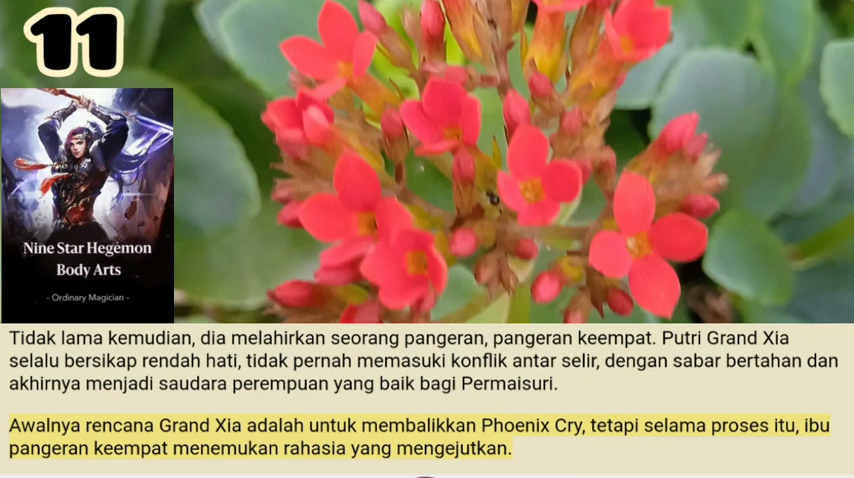 11
Nine Star Hegemon
Body Arts
- Ordinary Magician -
Tidak lama kemudian, dia melahirkan seorang pangeran, pangeran keempat. Putri Grand Xia
selalu bersikap rendah hati, tidak pernah memasuki konflik antar selir, dengan sabar bertahan dan
akhirnya menjadi saudara perempuan yang baik bagi Permaisuri.
Awalnya rencana Grand Xia adalah untuk membalikkan Phoenix Cry, tetapi selama proses itu, ibu
pangeran keempat menemukan rahasia yang mengejutkan.